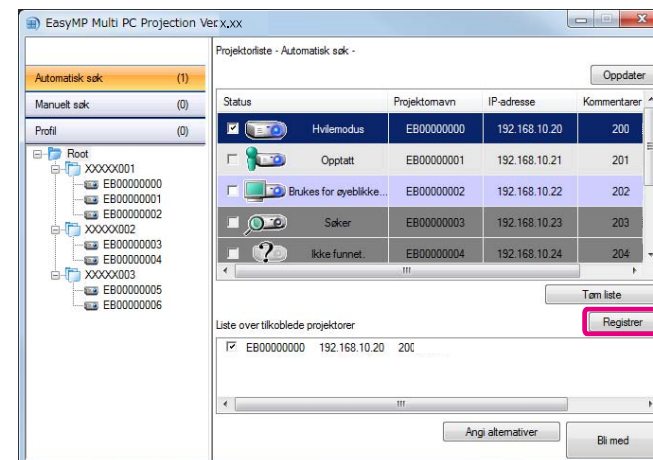 EasyMP Multi PC Projection Ver.x.xx
Projektorliste - Automatisk søk -
Automatisk søk (1)
Oppdater
Manuelt søk (0)
Status Projektornavn IP-adresse Kommentarer
Profil (0)
Hvilemodus EB00000000 192.168.10.20 200
Opptatt EB00000001 192.168.10.21 201
Brukes for øyeblikke... EB00000002 192.168.10.22 202
Søker EB00000003 192.168.10.23 203
Ikke funnet. EB00000004 192.168.10.24 204
Root
XXXXX001
EB00000000
EB00000001
EB00000002
XXXXX002
EB00000003
EB00000004
XXXXX003
EB00000005
EB00000006
Tøm liste
Registrer
Liste over tilkoblede projektorer
EB00000000 192.168.10.20 200
Angi alternativer
Bli med